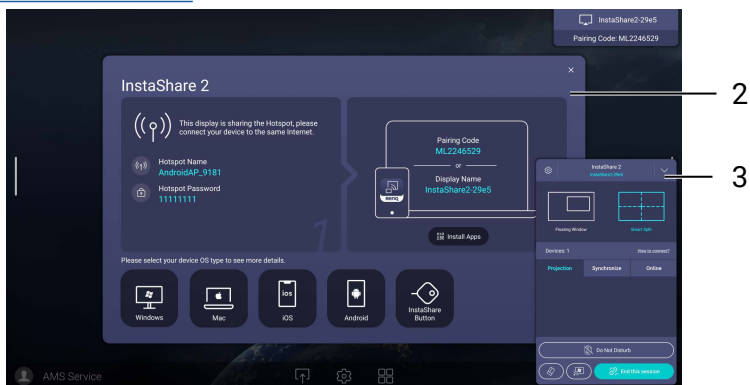 InstaShare2-29e5
Pairing Code: ML2246529
2
InstaShare 2
This display is sharing the Hotspot, please
connect your device to the same Internet.
Hotspot Name
AndroidAP_9181
Hotspot Password
11111111
1
Pairing Code
ML2246529
or
Display Name
InstaShare2-29e5
BenQ
Install Apps
Please select your device OS type to see more details.
Windows
Mac
iOS
iOS
Android
InstaShare
Button
3
InstaShare 2
InstaShare2-29e5
Floating Window
Smart Split
Devices: 1
How to connect?
Projection
Synchronize
Online
Do Not Disturb
End this session
AMS Service